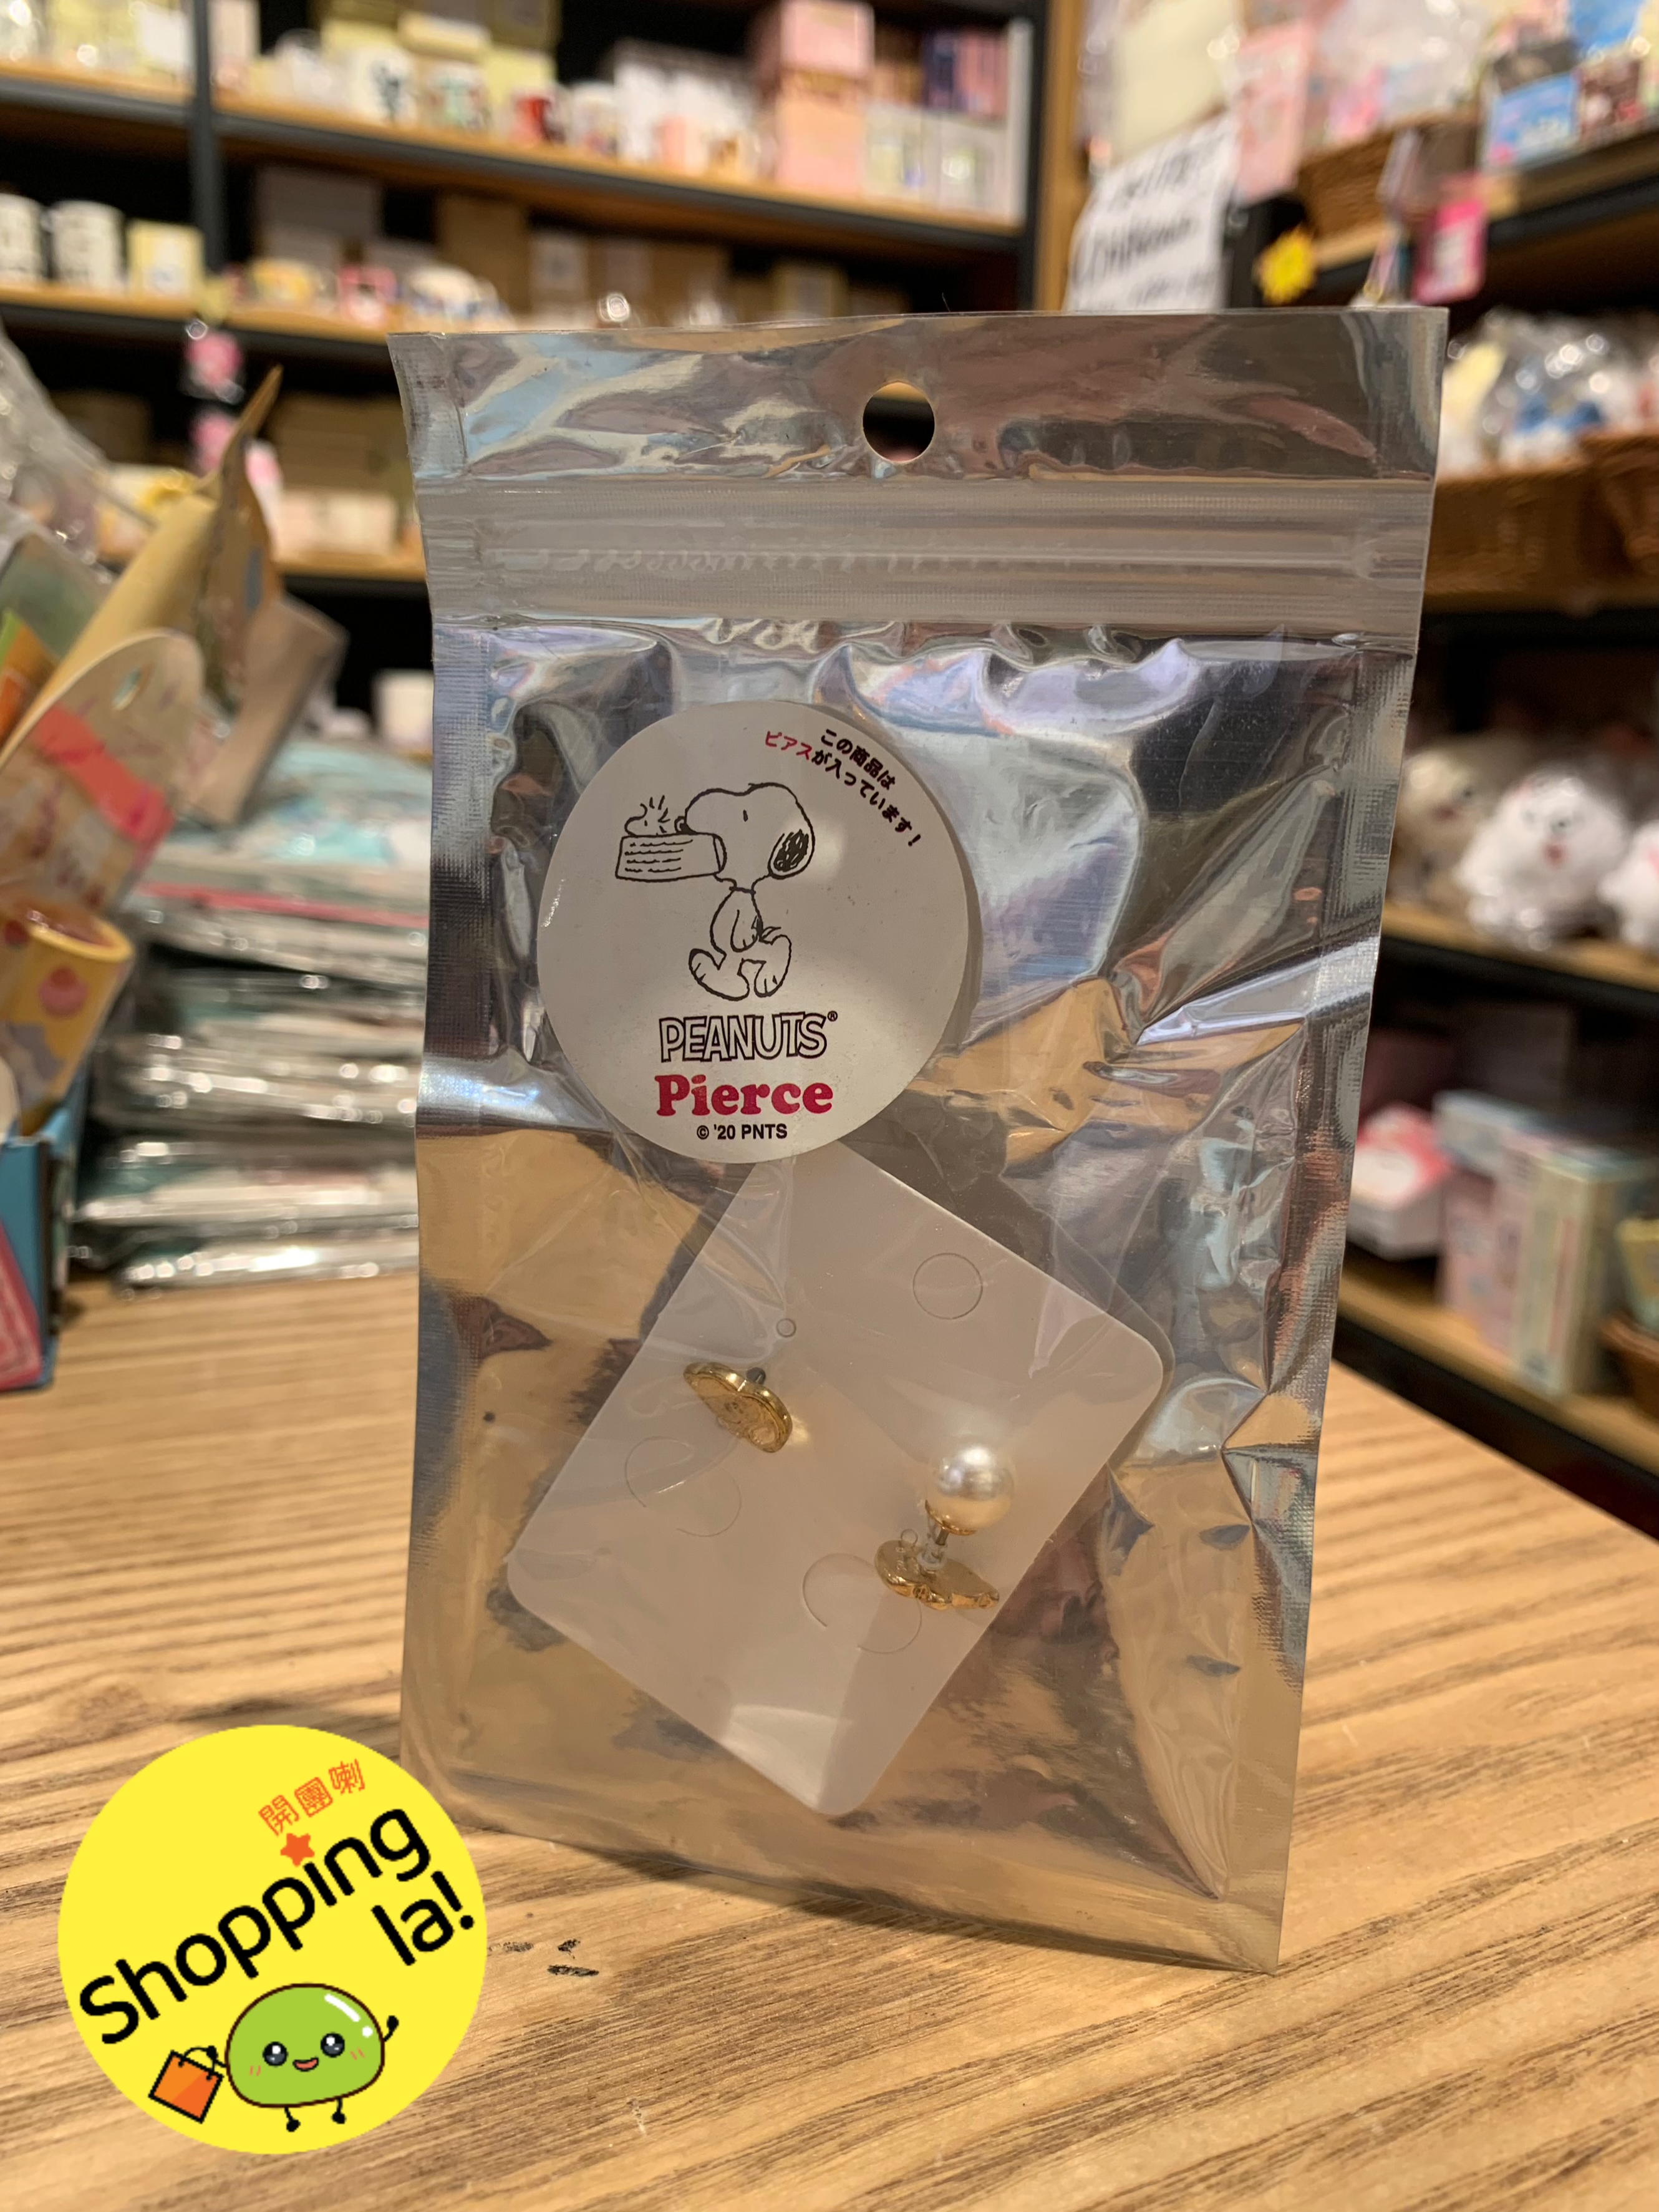 この商品は
ピアスが入っています!
PEANUTS®
Pierce
© '20 PNTS
開團喇
Shopping
la!